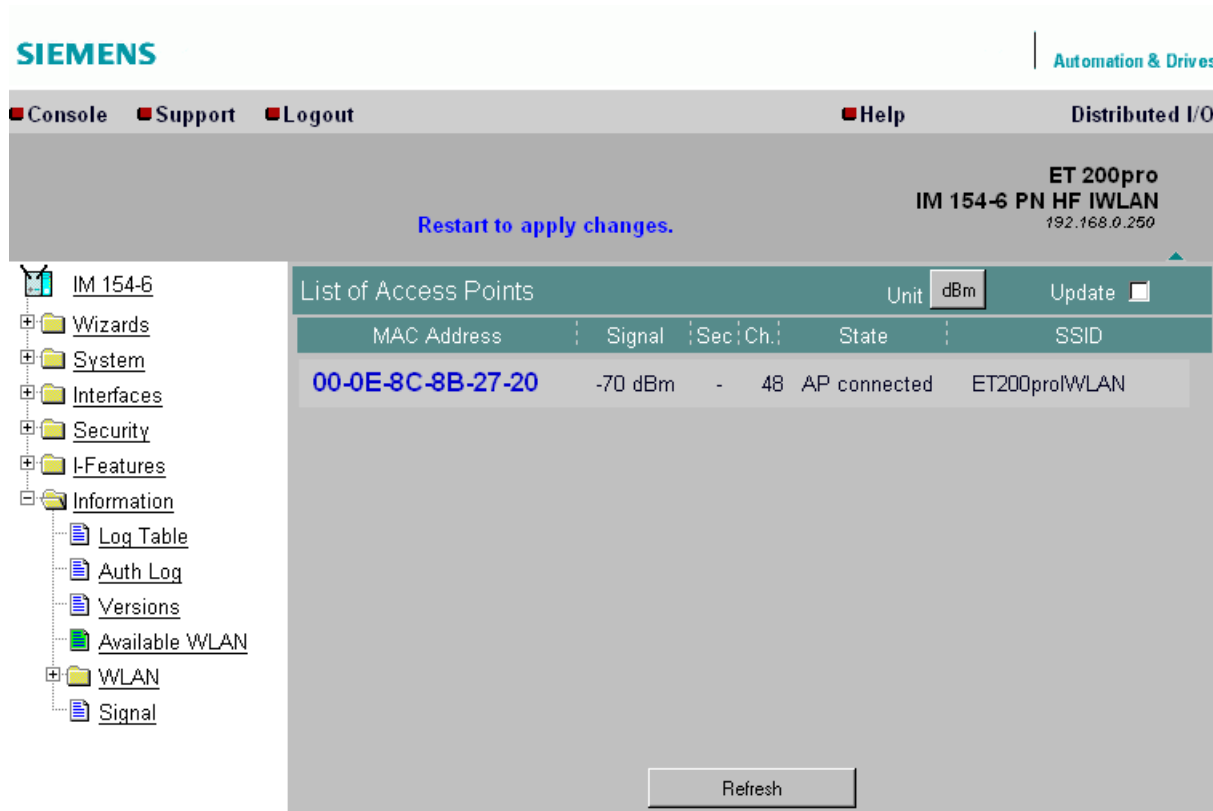 SIEMENS
Automation & Drives
Console Support Logout Help Distributed I/O
ET 200pro
IM 154-6 PN HF IWLAN
192.168.0.250
Restart to apply changes.
IM 154-6
Wizards
System
Interfaces
Security
I-Features
Information
Log Table
Auth Log
Versions
Available WLAN
WLAN
Signal
List of Access Points Unit dBm Update
MAC Address Signal Sec Ch. State SSID
00-0E-8C-8B-27-20 -70 dBm - 48 AP connected ET200proIWLAN
Refresh